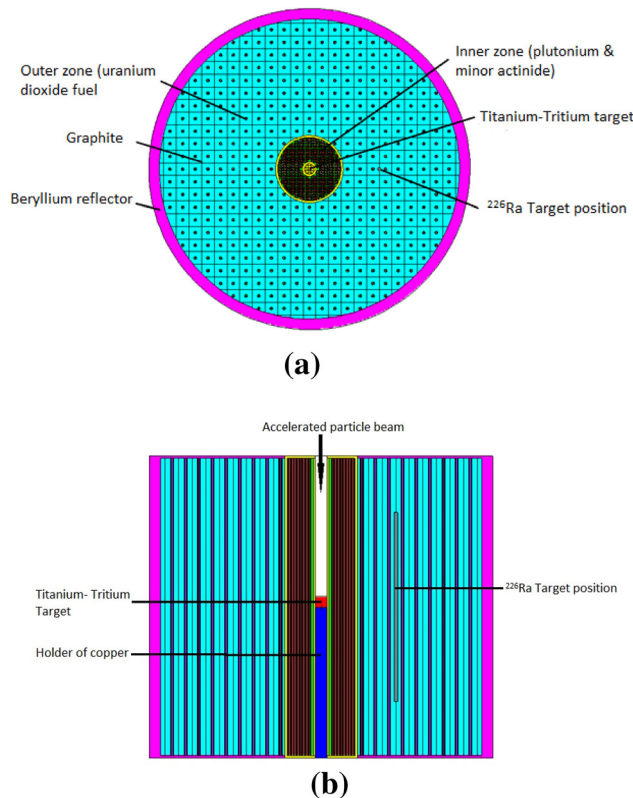 Outer zone (uranium
dioxide fuel
Graphite
Beryllium reflector
Inner zone (plutonium &
minor actinide)
Titanium-Tritium target
²²⁶Ra Target position
(a)
Accelerated particle beam
Titanium- Tritium
Target
Holder of copper
²²⁶Ra Target position
(b)